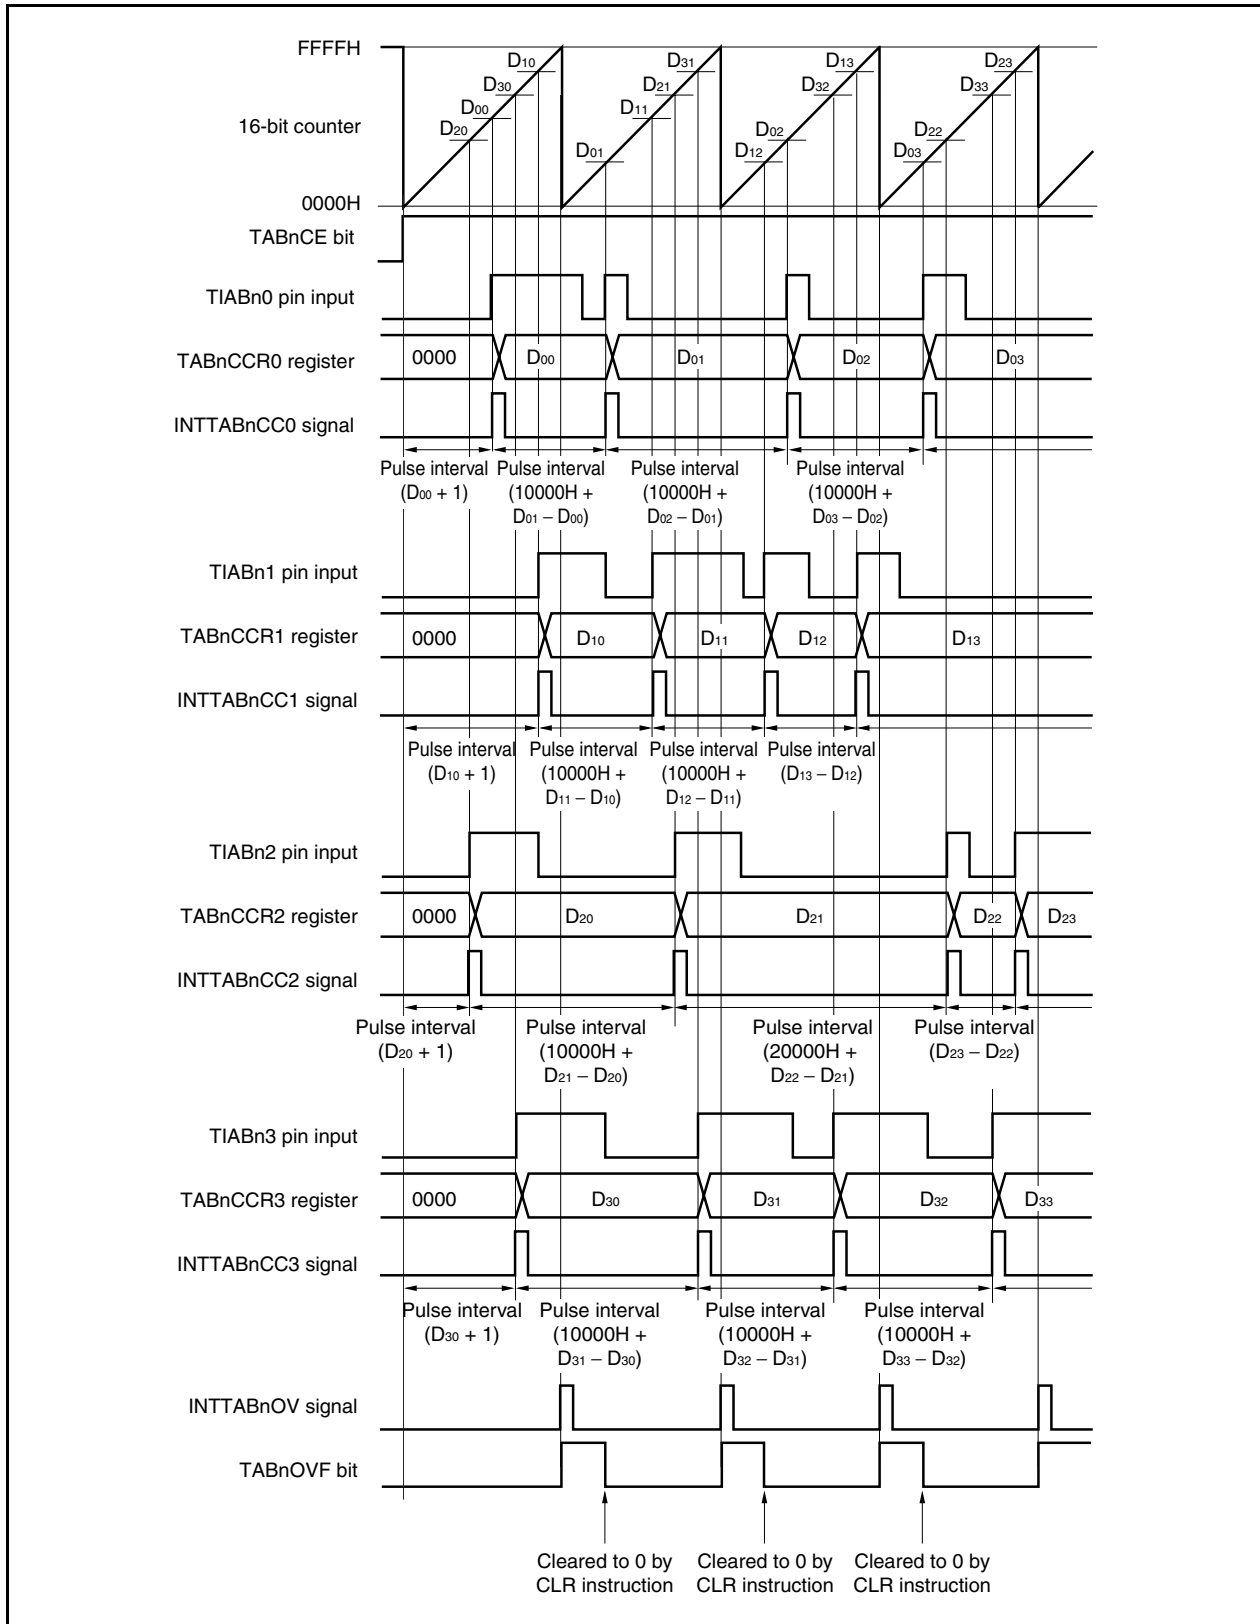 FFFFH
D10
D31
D13
D23
D30
D21
D32
D33
D00
D11
16-bit counter
D20
D02
D22
D01
D12
D03
0000H
TABnCE bit
TIABn0 pin input
TABnCCR0 register
0000
D00
D01
D02
D03
INTTABnCC0 signal
Pulse interval
(D00 + 1)
Pulse interval
(10000H +
D01 – D00)
Pulse interval
(10000H +
D02 – D01)
Pulse interval
(10000H +
D03 – D02)
TIABn1 pin input
TABnCCR1 register
0000
D10
D11
D12
D13
INTTABnCC1 signal
Pulse interval
(D10 + 1)
Pulse interval
(10000H +
D11 – D10)
Pulse interval
(10000H +
D12 – D11)
Pulse interval
(D13 – D12)
TIABn2 pin input
TABnCCR2 register
0000
D20
D21
D22
D23
INTTABnCC2 signal
Pulse interval
(D20 + 1)
Pulse interval
(10000H +
D21 – D20)
Pulse interval
(20000H +
D22 – D21)
Pulse interval
(D23 – D22)
TIABn3 pin input
TABnCCR3 register
0000
D30
D31
D32
D33
INTTABnCC3 signal
Pulse interval
(D30 + 1)
Pulse interval
(10000H +
D31 – D30)
Pulse interval
(10000H +
D32 – D31)
Pulse interval
(10000H +
D33 – D32)
INTTABnOV signal
TABnOVF bit
Cleared to 0 by
CLR instruction
Cleared to 0 by
CLR instruction
Cleared to 0 by
CLR instruction